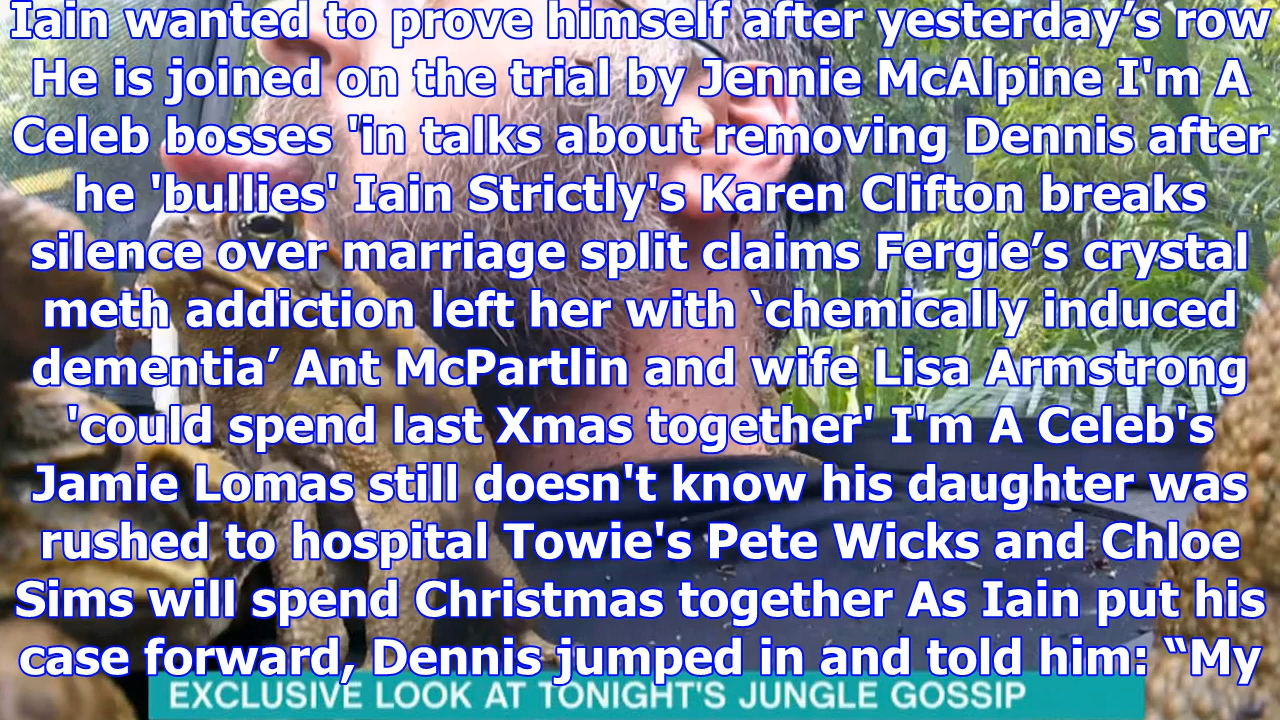 Iain wanted to prove himself after yesterday’s row
He is joined on the trial by Jennie McAlpine I'm A
Celeb bosses 'in talks about removing Dennis after
he 'bullies' Iain Strictly's Karen Clifton breaks
silence over marriage split claims Fergie’s crystal
meth addiction left her with ‘chemically induced
dementia’ Ant McPartlin and wife Lisa Armstrong
'could spend last Xmas together' I'm A Celeb's
Jamie Lomas still doesn't know his daughter was
rushed to hospital Towie's Pete Wicks and Chloe
Sims will spend Christmas together As Iain put his
case forward, Dennis jumped in and told him: “My
EXCLUSIVE LOOK AT TONIGHT'S JUNGLE GOSSIP